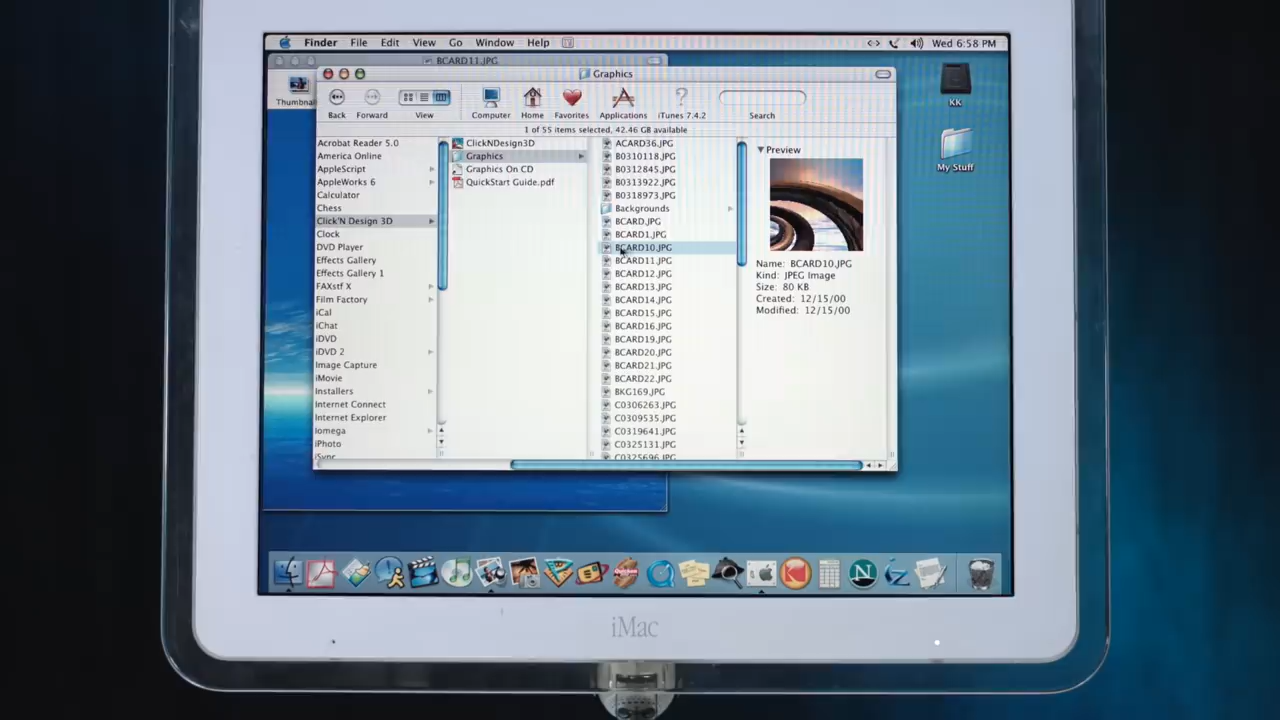 Finder File Edit View Go Window Help
Wed 6:58 PM
BCARD11.JPG
Graphics
Thumbnai
Back Forward View Computer Home Favorites Applications iTunes 7.4.2 Search
1 of 55 items selected, 42.46 GB available
Acrobat Reader 5.0
America Online
AppleScript
AppleWorks 6
Calculator
Chess
Click'N Design 3D
Clock
DVD Player
Effects Gallery
Effects Gallery 1
FAXstf X
Film Factory
iCal
iChat
iDVD
iDVD 2
Image Capture
iMovie
Installers
Internet Connect
Internet Explorer
Iomega
iPhoto
iSync
ClickNDesign3D
Graphics
Graphics On CD
QuickStart Guide.pdf
ACARD36.JPG
B0310118.JPG
B0312845.JPG
B0313922.JPG
B0318973.JPG
Backgrounds
BCARD.JPG
BCARD1.JPG
BCARD10.JPG
BCARD11.JPG
BCARD12.JPG
BCARD13.JPG
BCARD14.JPG
BCARD15.JPG
BCARD16.JPG
BCARD19.JPG
BCARD20.JPG
BCARD21.JPG
BCARD22.JPG
BKG169.JPG
C0306263.JPG
C0309535.JPG
C0319641.JPG
C0325131.JPG
C0325696.JPG
Preview
Name: BCARD10.JPG
Kind: JPEG Image
Size: 80 KB
Created: 12/15/00
Modified: 12/15/00
KK
My Stuff
iMac